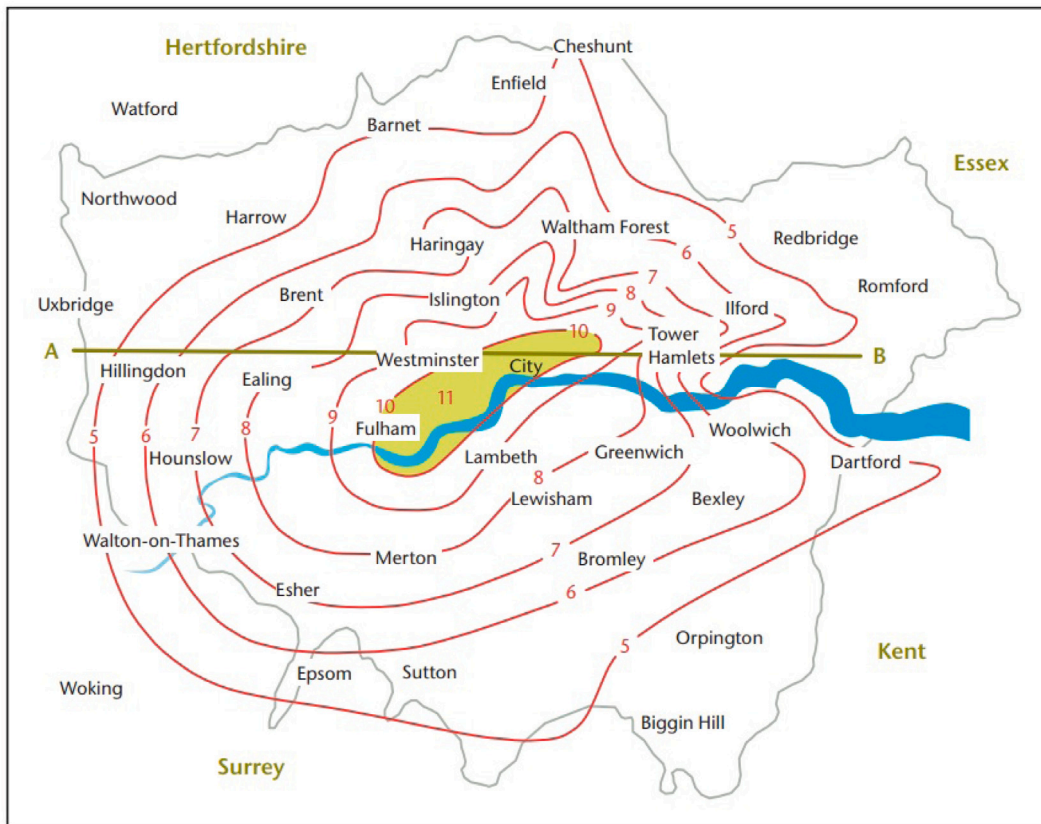 Hertfordshire
Cheshunt
Enfield
Watford
Barnet
Essex
Northwood
Harrow
Waltham Forest
5
Redbridge
Haringay
6
Romford
Uxbridge
Brent
Islington
7
8
9
Ilford
10
Tower
Hamlets
A
B
Westminster
City
Hillingdon
Ealing
10
11
9
Fulham
5
6
7
8
Woolwich
Hounslow
Lambeth
Greenwich
Dartford
8
Lewisham
Bexley
Walton-on-Thames
Merton
7
Bromley
Esher
6
Orpington
5
Kent
Epsom
Sutton
Woking
Biggin Hill
Surrey